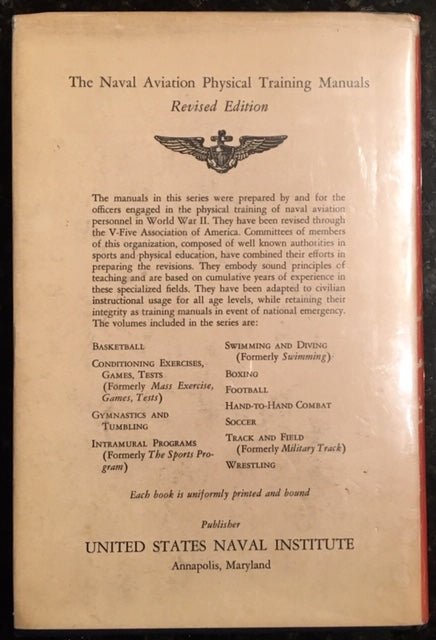 The Naval Aviation Physical Training Manuals
Revised Edition
The manuals in this series were prepared by and for the
officers engaged in the physical training of naval aviation
personnel in World War II. They have been revised through
the V-Five Association of America. Committees of members
of this organization, composed of well known authorities in
sports and physical education, have combined their efforts in
preparing the revisions. They embody sound principles of
teaching and are based on cumulative years of experience in
these specialized fields. They have been adapted to civilian
instructional usage for all age levels, while retaining their
integrity as training manuals in event of national emergency.
The volumes included in the series are:
BASKETBALL
CONDITIONING EXERCISES,
GAMES, TESTS
(Formerly Mass Exercise,
Games, Tests)
GYMNASTICS AND
TUMBLING
INTRAMURAL PROGRAMS
(Formerly The Sports Pro-
gram)
SWIMMING AND DIVING
(Formerly Swimming)
BOXING
FOOTBALL
HAND-TO-HAND COMBAT
SOCCER
TRACK AND FIELD
(Formerly Military Track)
WRESTLING
Each book is uniformly printed and bound
Publisher
UNITED STATES NAVAL INSTITUTE
Annapolis, Maryland